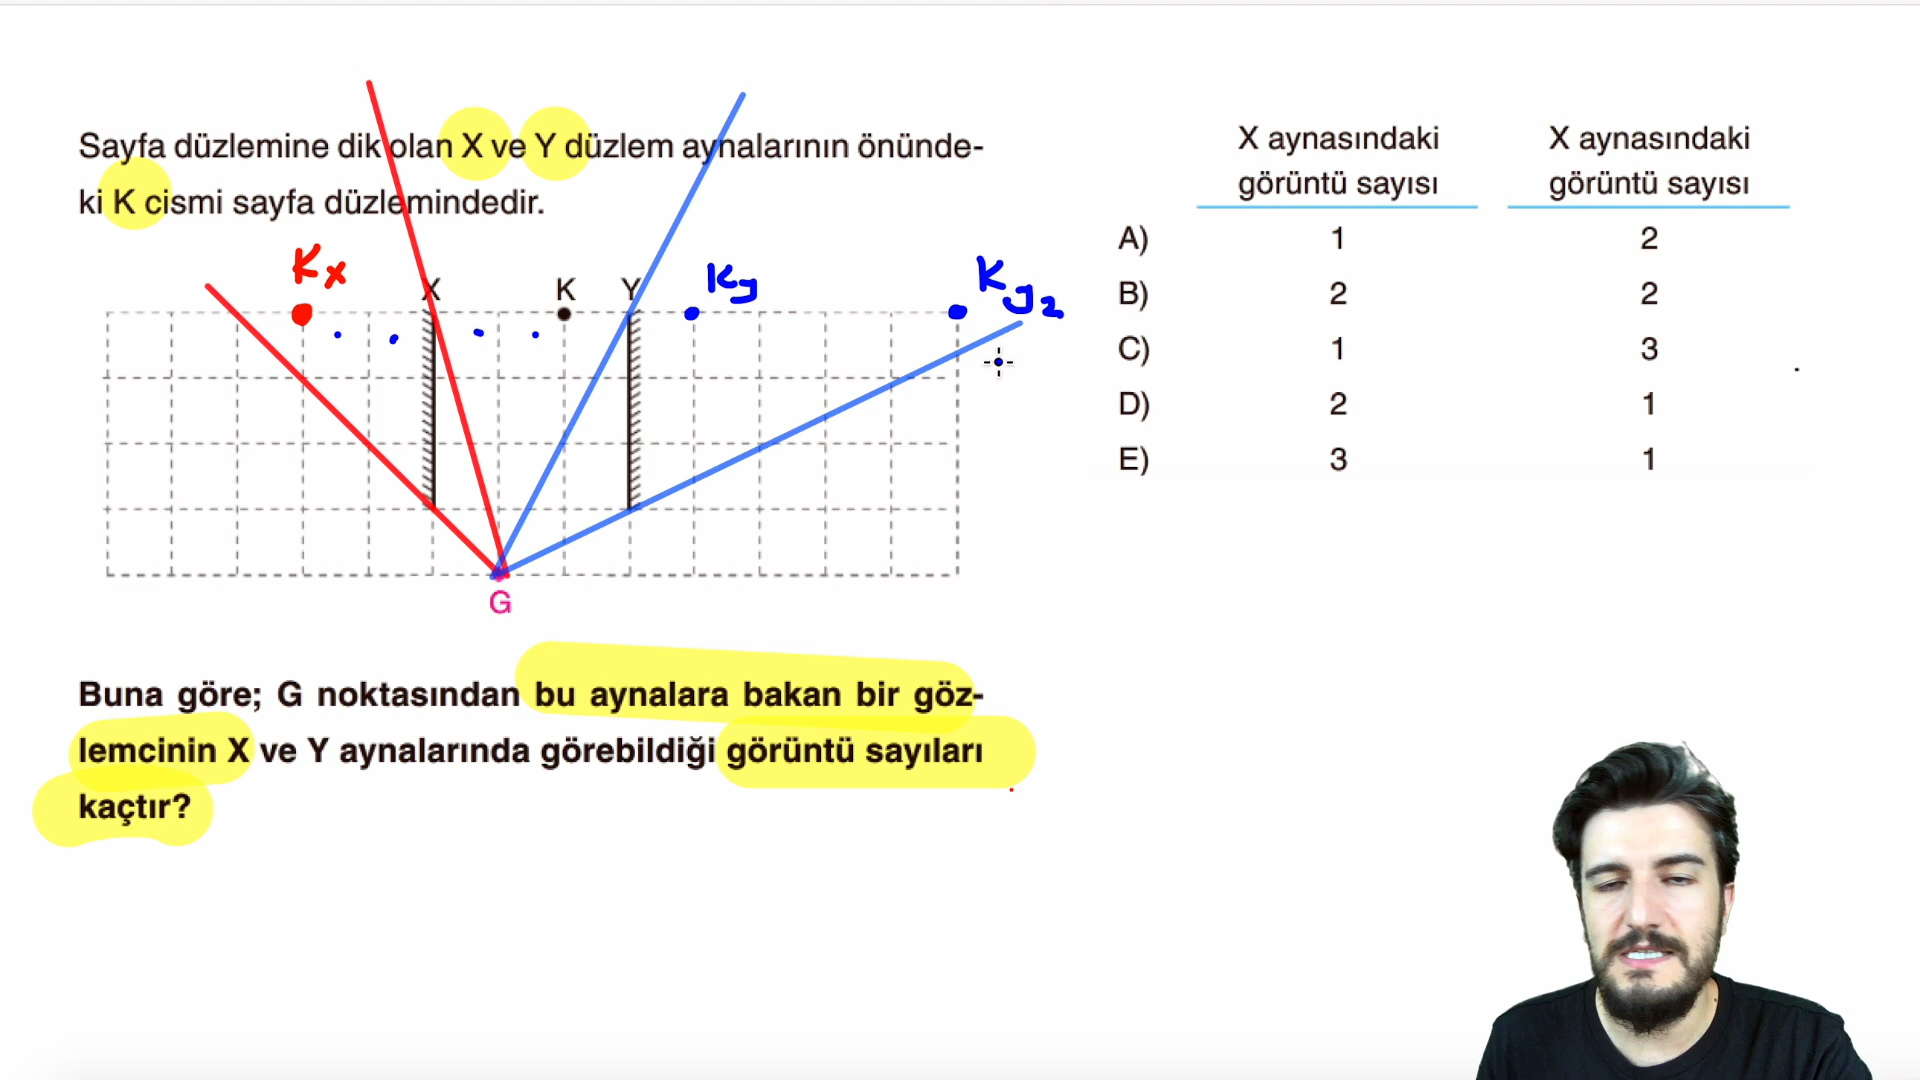 Sayfa düzlemine dik olan X ve Y düzlem aynalarının önünde-
ki K cismi sayfa düzlemindedir.
Kx
X
K
Y
Ky
Ky2
G
Buna göre; G noktasından bu aynalara bakan bir göz-
lemcinin X ve Y aynalarında görebildiği görüntü sayıları
kaçtır?
X aynasındaki X aynasındaki
görüntü sayısı görüntü sayısı
A) 1 2
B) 2 2
C) 1 3
D) 2 1
E) 3 1